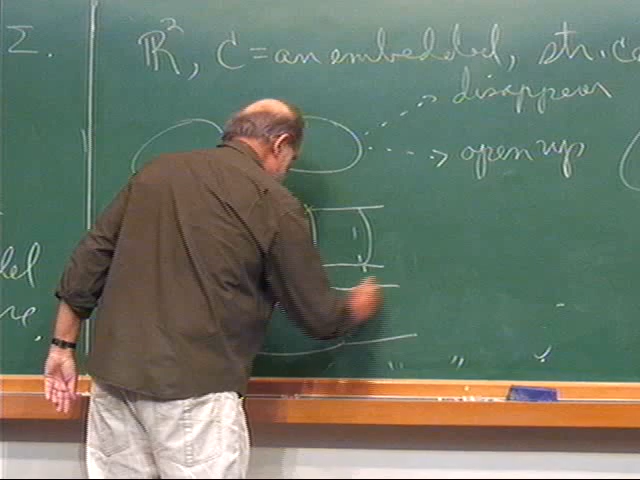 Σ.
ℝ², C = an embedded, str. c
disappear
open up
del
re.
" "